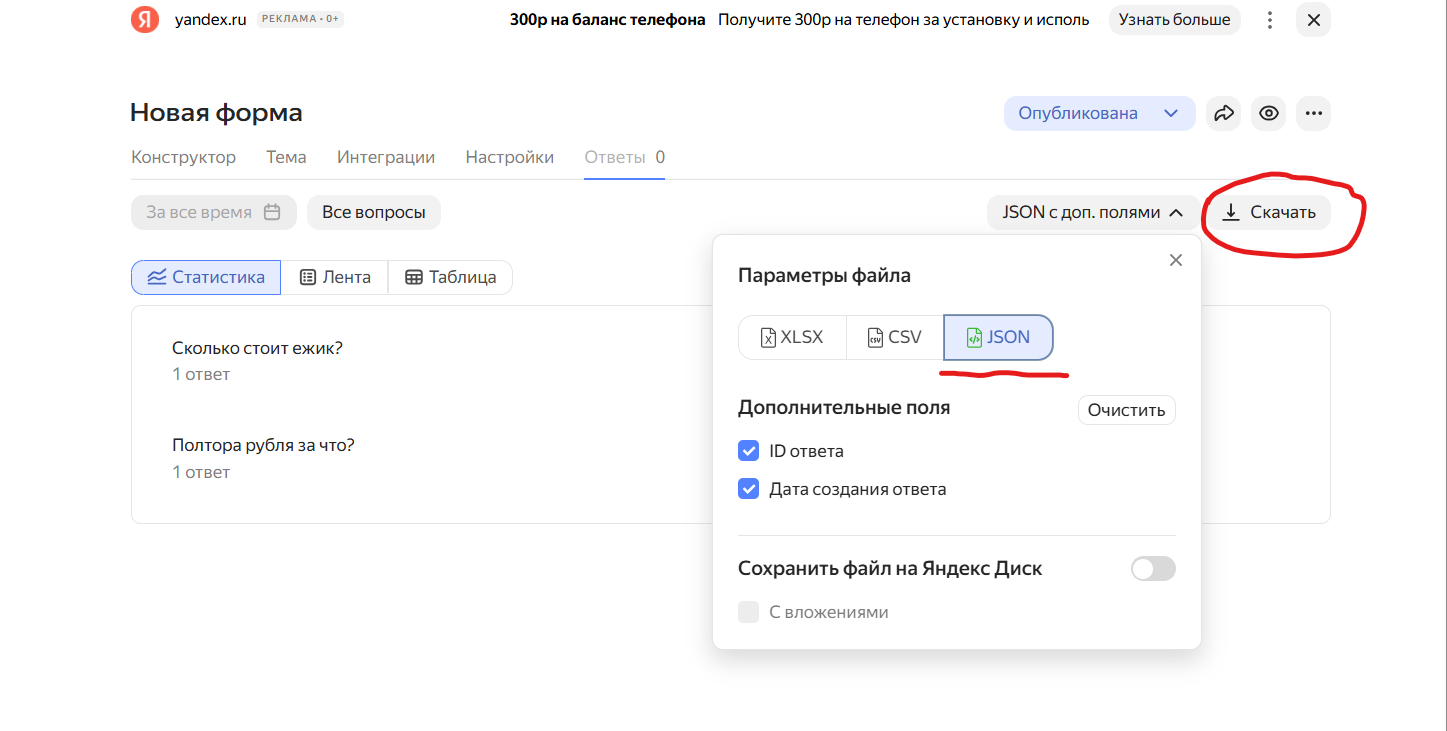 Я yandex.ru РЕКЛАМА • 0+ 300р на баланс телефона Получите 300р на телефон за установку и исполь Узнать больше
Новая форма Опубликована
Конструктор Тема Интеграции Настройки Ответы 0
За все время Все вопросы JSON с доп. полями Скачать
Статистика Лента Таблица
Параметры файла
XLSX CSV JSON
Сколько стоит ежик?
1 ответ
Дополнительные поля Очистить
Полтора рубля за что?
ID ответа
1 ответ
Дата создания ответа
Сохранить файл на Яндекс Диск
С вложениями